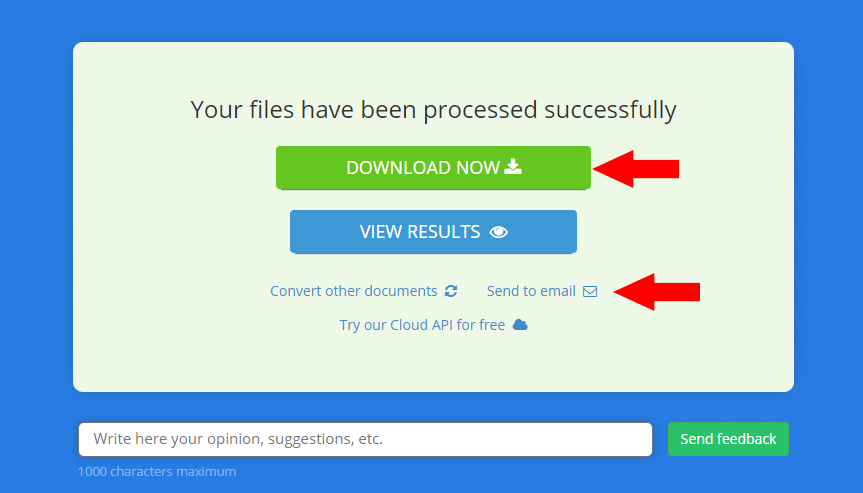 Your files have been processed successfully
DOWNLOAD NOW
VIEW RESULTS
Convert other documents Send to email
Try our Cloud API for free
Write here your opinion, suggestions, etc. Send feedback
1000 characters maximum